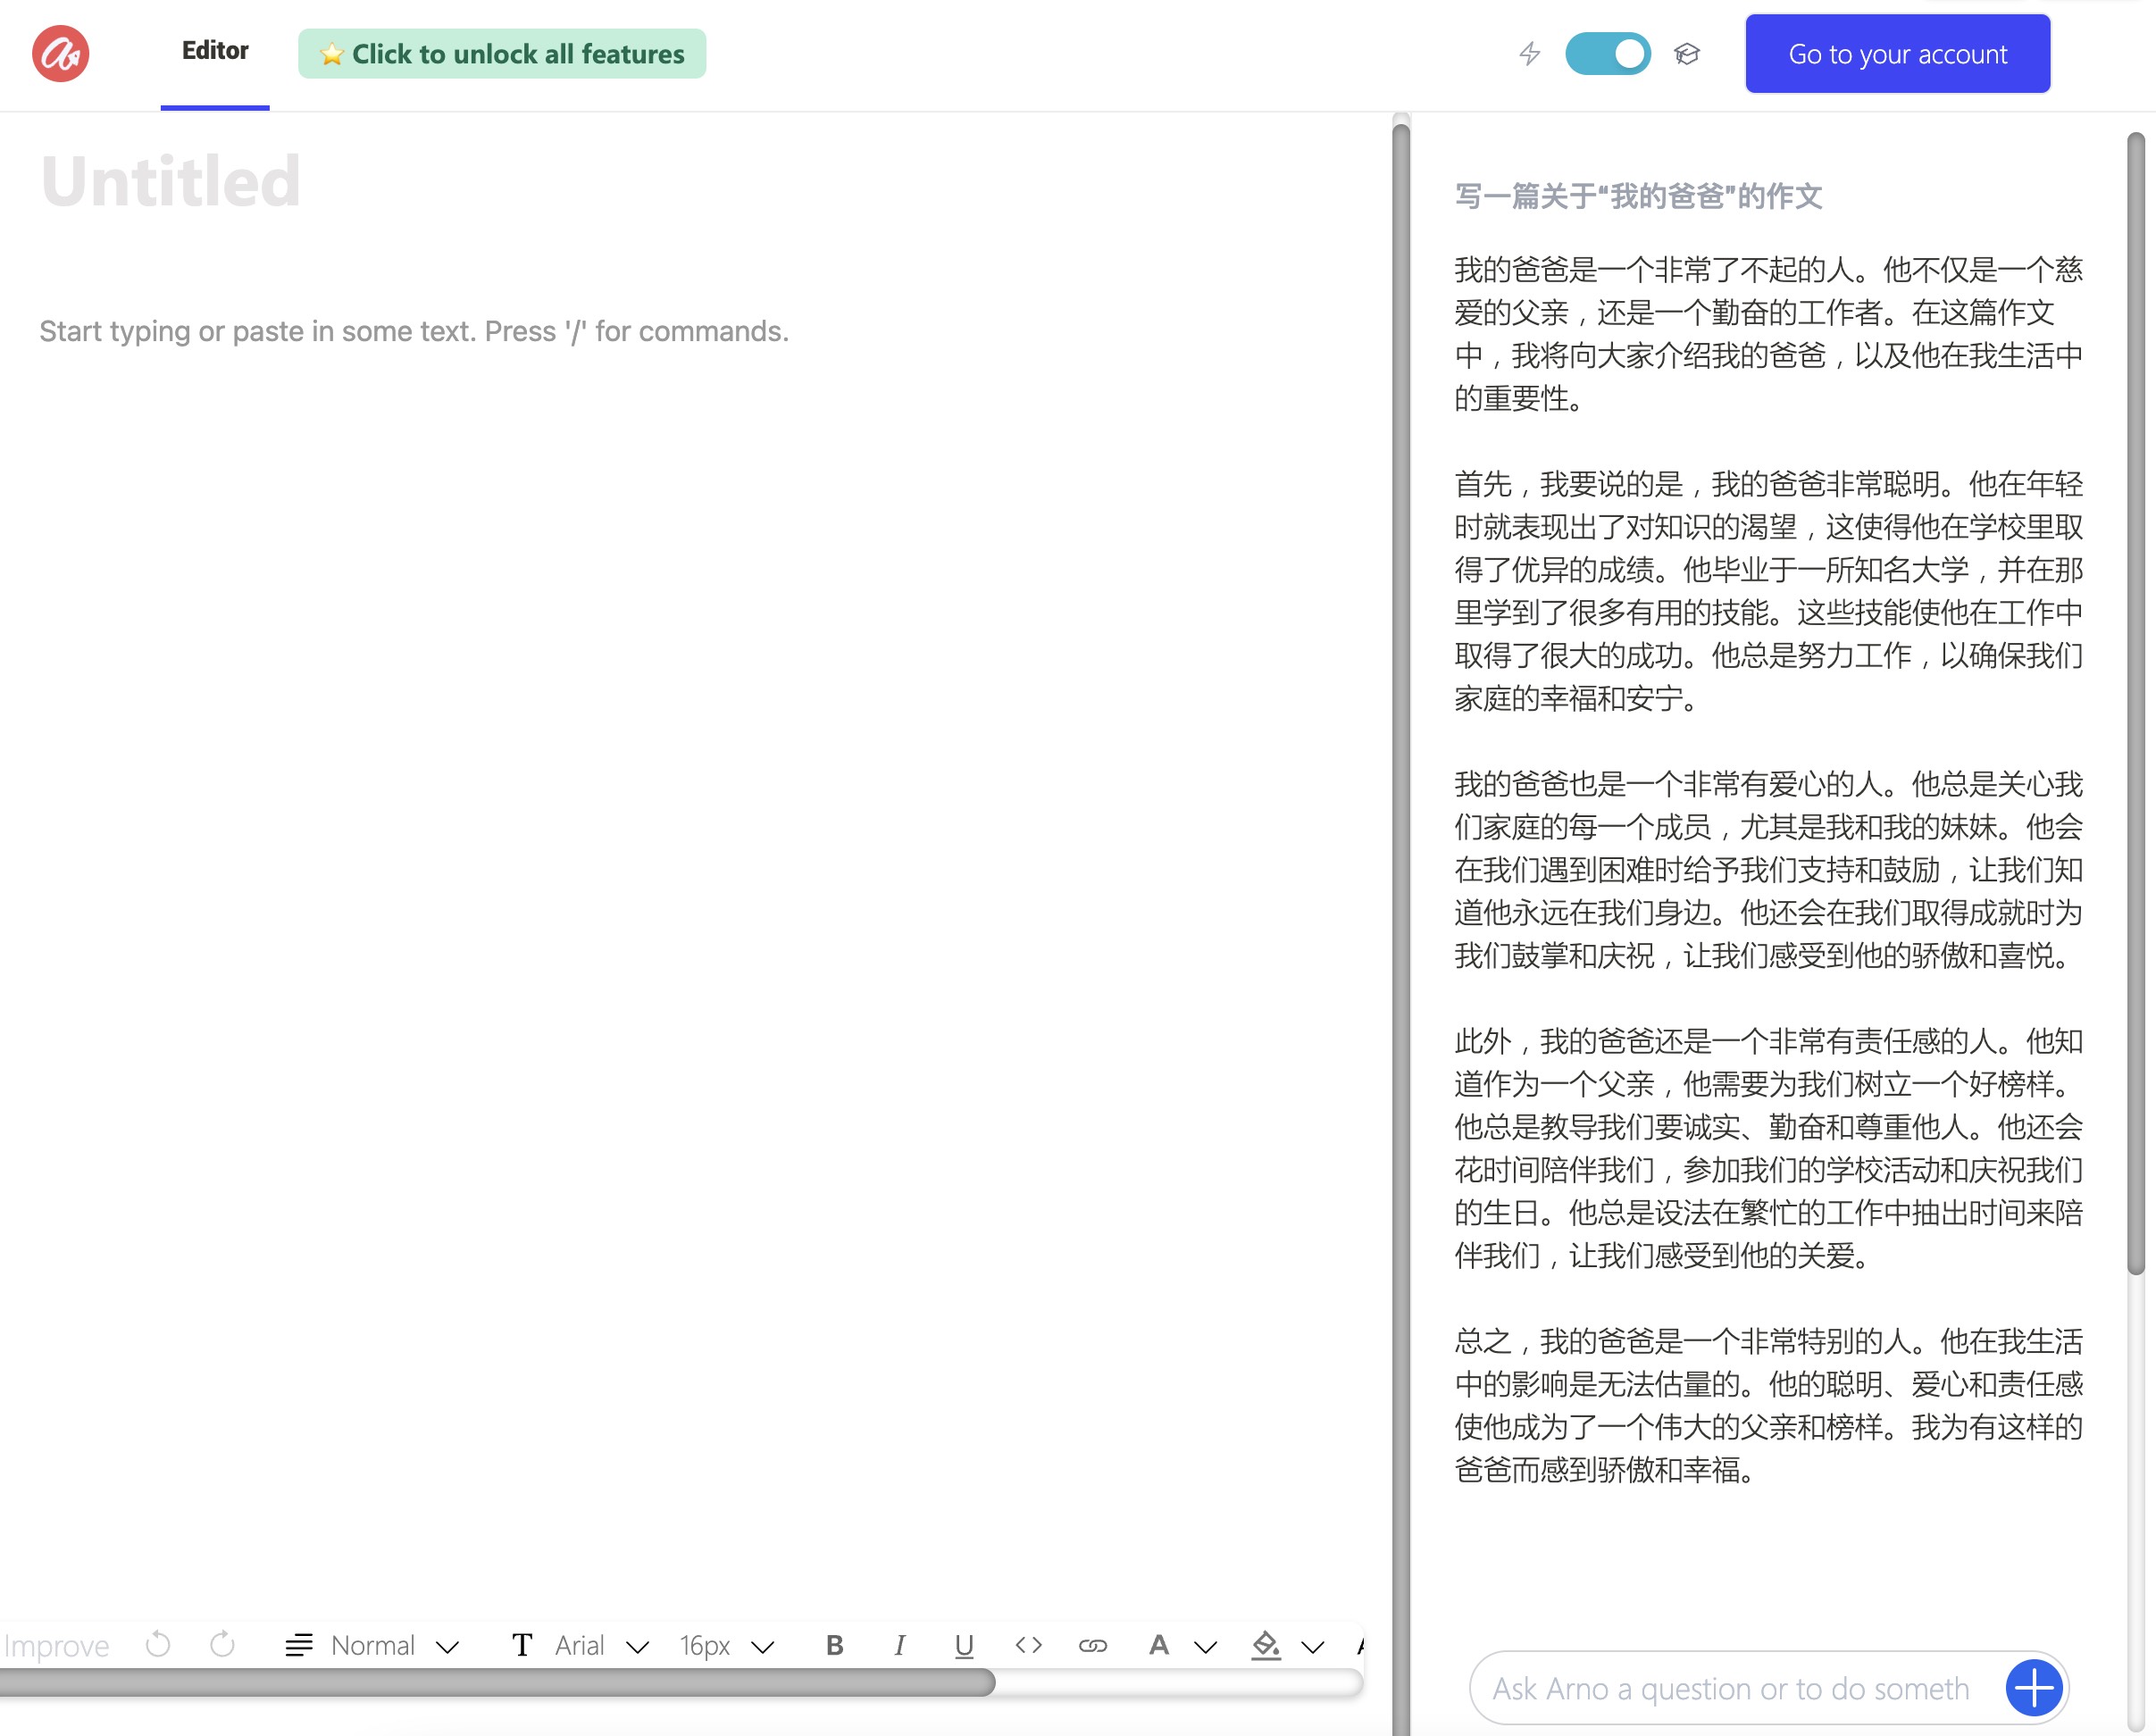 Editor
⭐ Click to unlock all features
Go to your account
Untitled
Start typing or paste in some text. Press '/' for commands.
写一篇关于“我的爸爸”的作文
我的爸爸是一个非常了不起的人。他不仅是一个慈
爱的父亲，还是一个勤奋的工作者。在这篇作文
中，我将向大家介绍我的爸爸，以及他在我生活中
的重要性。
首先，我要说的是，我的爸爸非常聪明。他在年轻
时就表现出了对知识的渴望，这使得他在学校里取
得了优异的成绩。他毕业于一所知名大学，并在那
里学到了很多有用的技能。这些技能使他在工作中
取得了很大的成功。他总是努力工作，以确保我们
家庭的幸福和安宁。
我的爸爸也是一个非常有爱心的人。他总是关心我
们家庭的每一个成员，尤其是我和我的妹妹。他会
在我们遇到困难时给予我们支持和鼓励，让我们知
道他永远在我们身边。他还会在我们取得成就时为
我们鼓掌和庆祝，让我们感受到他的骄傲和喜悦。
此外，我的爸爸还是一个非常有责任感的人。他知
道作为一个父亲，他需要为我们树立一个好榜样。
他总是教导我们要诚实、勤奋和尊重他人。他还会
花时间陪伴我们，参加我们的学校活动和庆祝我们
的生日。他总是设法在繁忙的工作中抽出时间来陪
伴我们，让我们感受到他的关爱。
总之，我的爸爸是一个非常特别的人。他在我生活
中的影响是无法估量的。他的聪明、爱心和责任感
使他成为了一个伟大的父亲和榜样。我为有这样的
爸爸而感到骄傲和幸福。
Improve Normal T Arial 16px B I U <> A
Ask Arno a question or to do someth